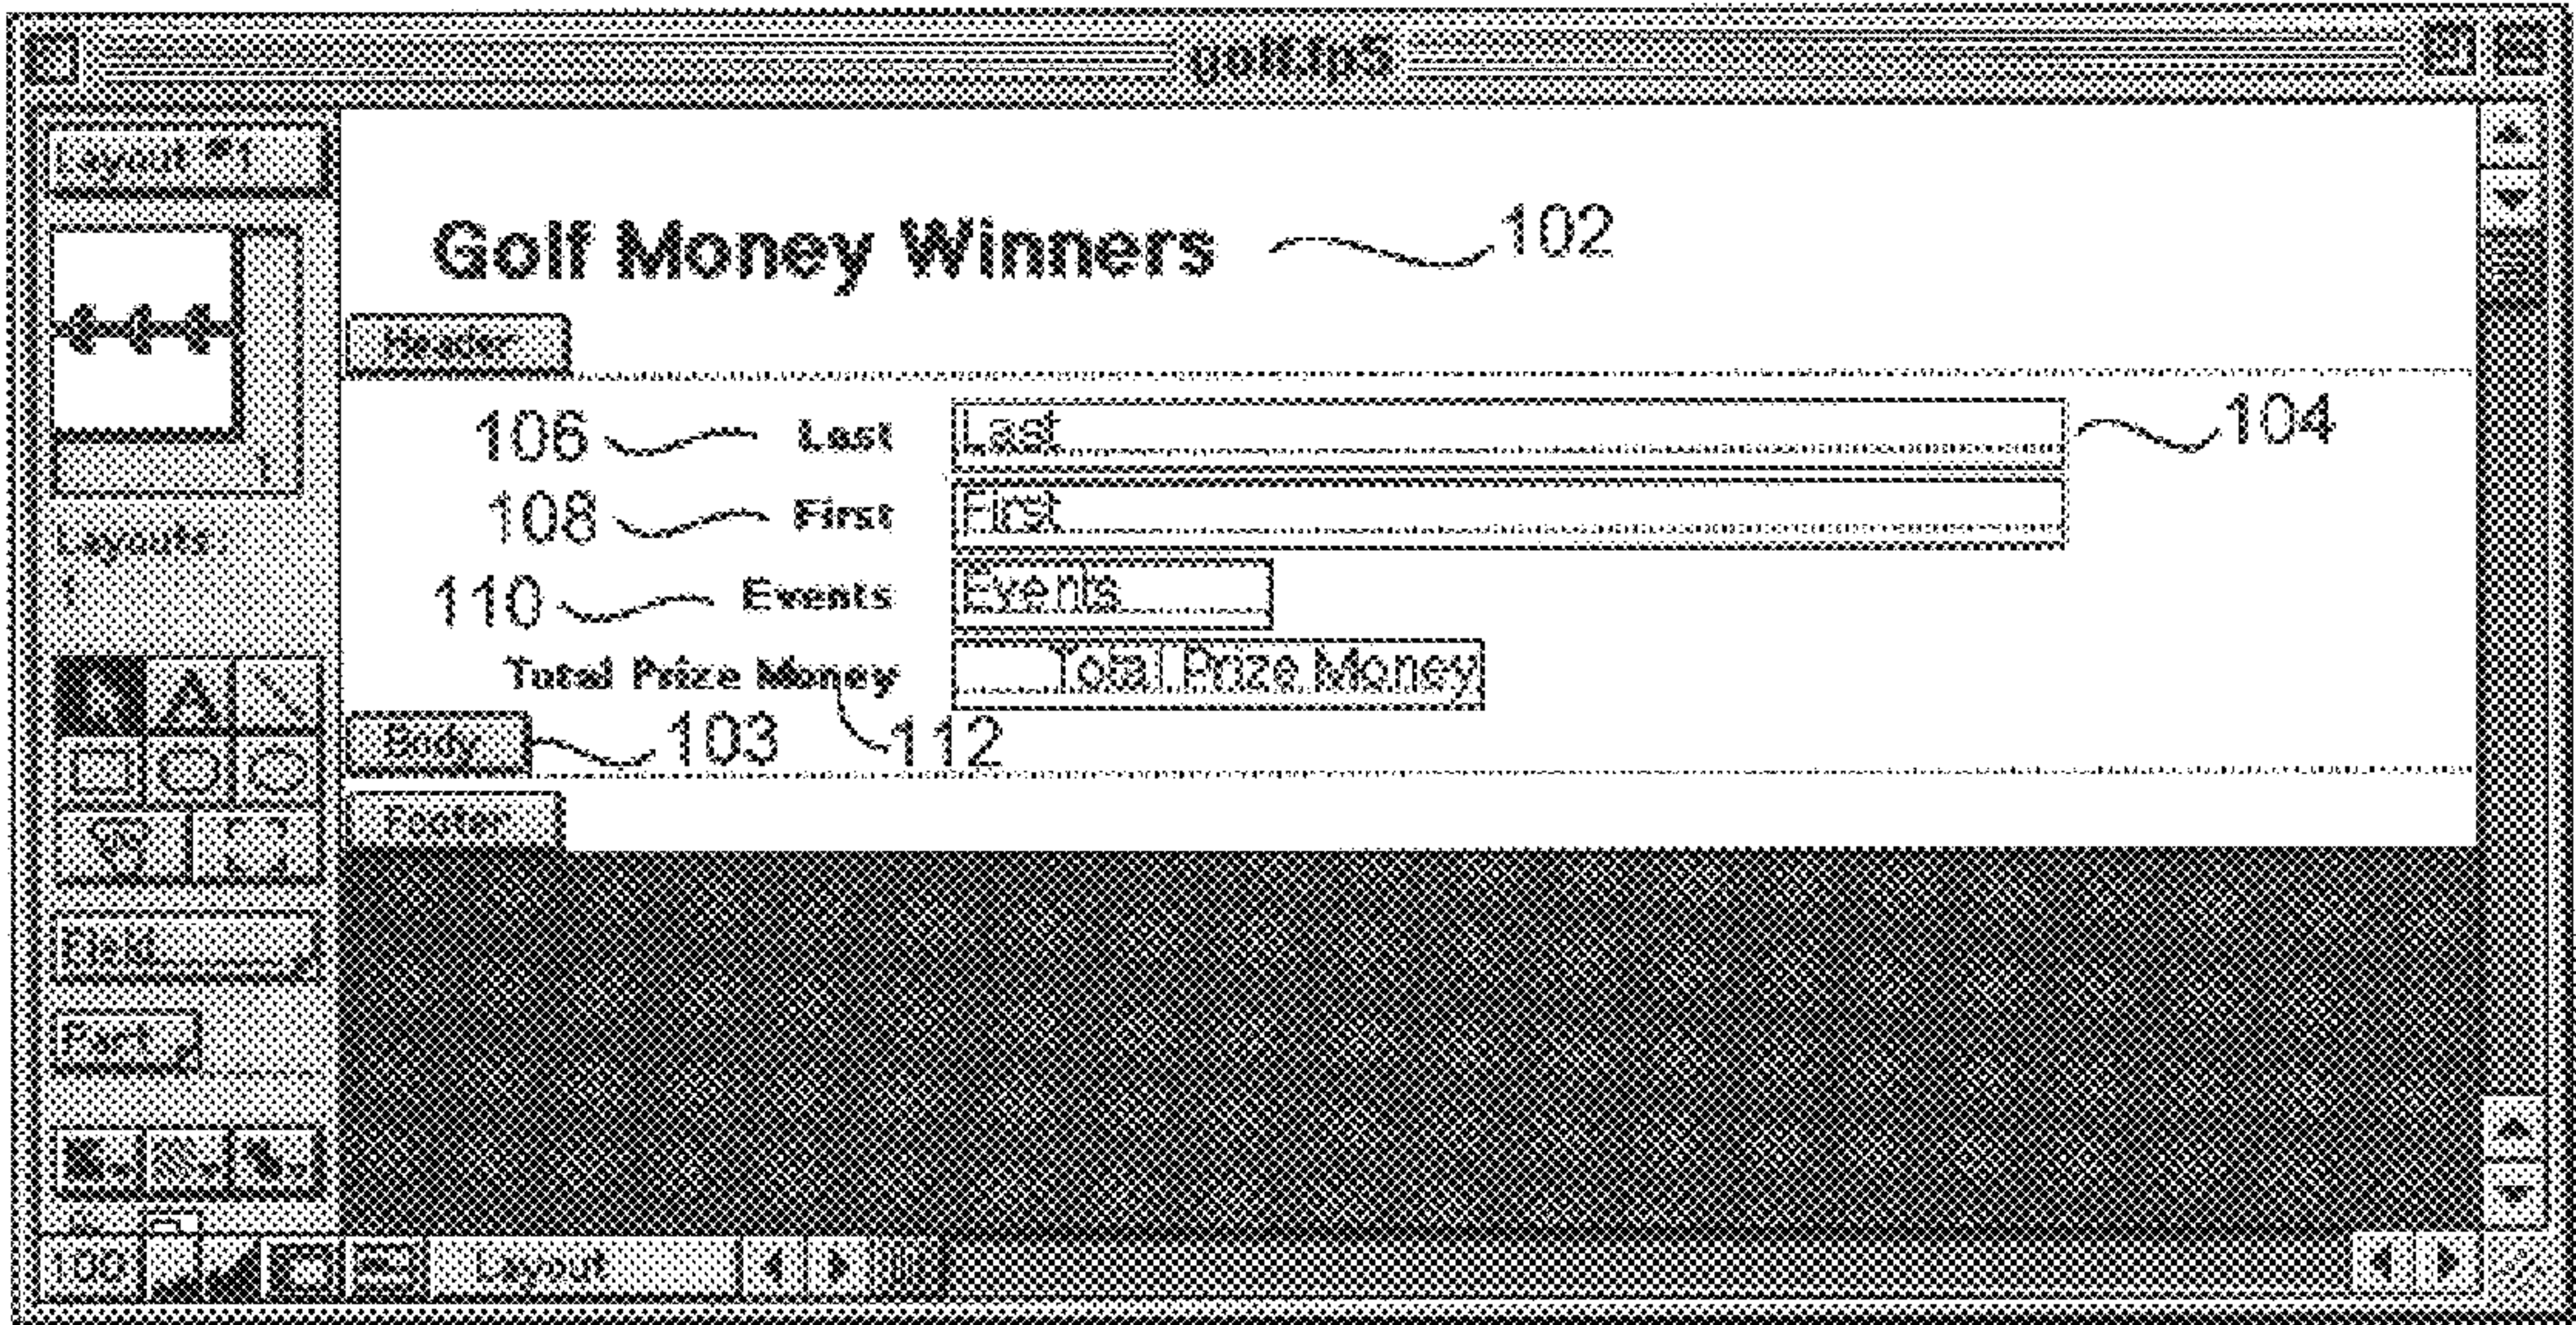 golf.fp5
Layout #1
Golf Money Winners 102
Header
106 Last Last 104
108 First First
Layouts:
1
110 Events Events
Total Prize Money Total Prize Money
Body 103 112
Footer
Field
Part
100 Layout